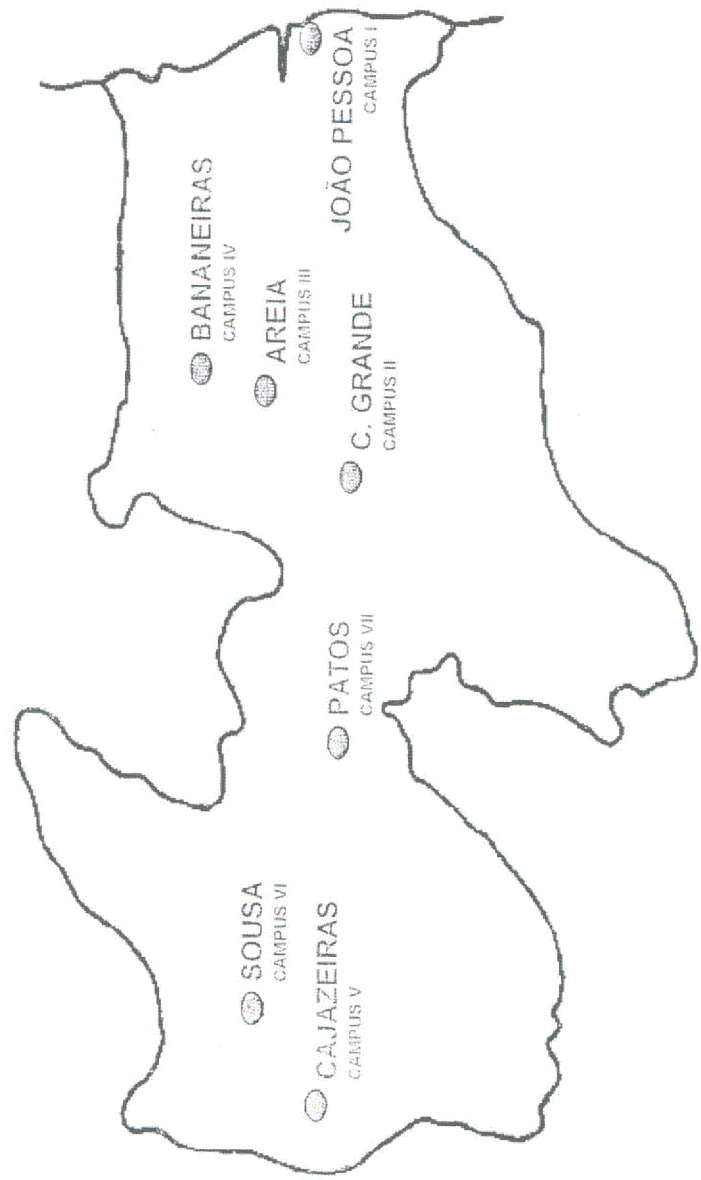 BANANEIRAS
CAMPUS IV
AREIA
CAMPUS III
JOÃO PESSOA
CAMPUS I
C. GRANDE
CAMPUS II
PATOS
CAMPUS VII
SOUSA
CAMPUS VI
CAJAZEIRAS
CAMPUS V